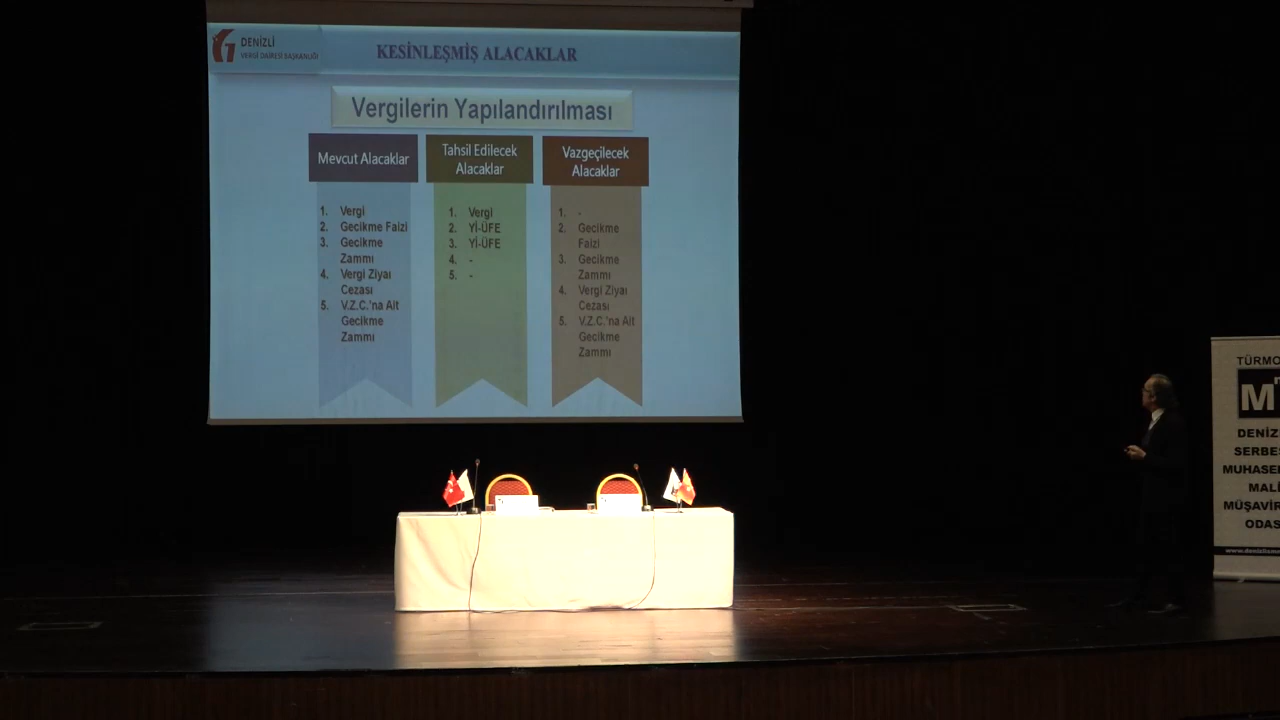 DENİZLİ
VERGİ DAİRESİ BAŞKANLIĞI
KESİNLEŞMİŞ ALACAKLAR
Vergilerin Yapılandırılması
Mevcut Alacaklar
1. Vergi
2. Gecikme Faizi
3. Gecikme
Zammı
4. Vergi Ziyaı
Cezası
5. V.Z.C.'na Ait
Gecikme
Zammı
Tahsil Edilecek
Alacaklar
1. Vergi
2. Yİ-ÜFE
3. Yİ-ÜFE
4. -
5. -
Vazgeçilecek
Alacaklar
1. -
2. Gecikme
Faizi
3. Gecikme
Zammı
4. Vergi Ziyaı
Cezası
5. V.Z.C.'na Ait
Gecikme
Zammı
TÜRMO
M
DENİZ
SERBES
MUHASE
MALİ
MÜŞAVİR
ODAS
www.denizlism